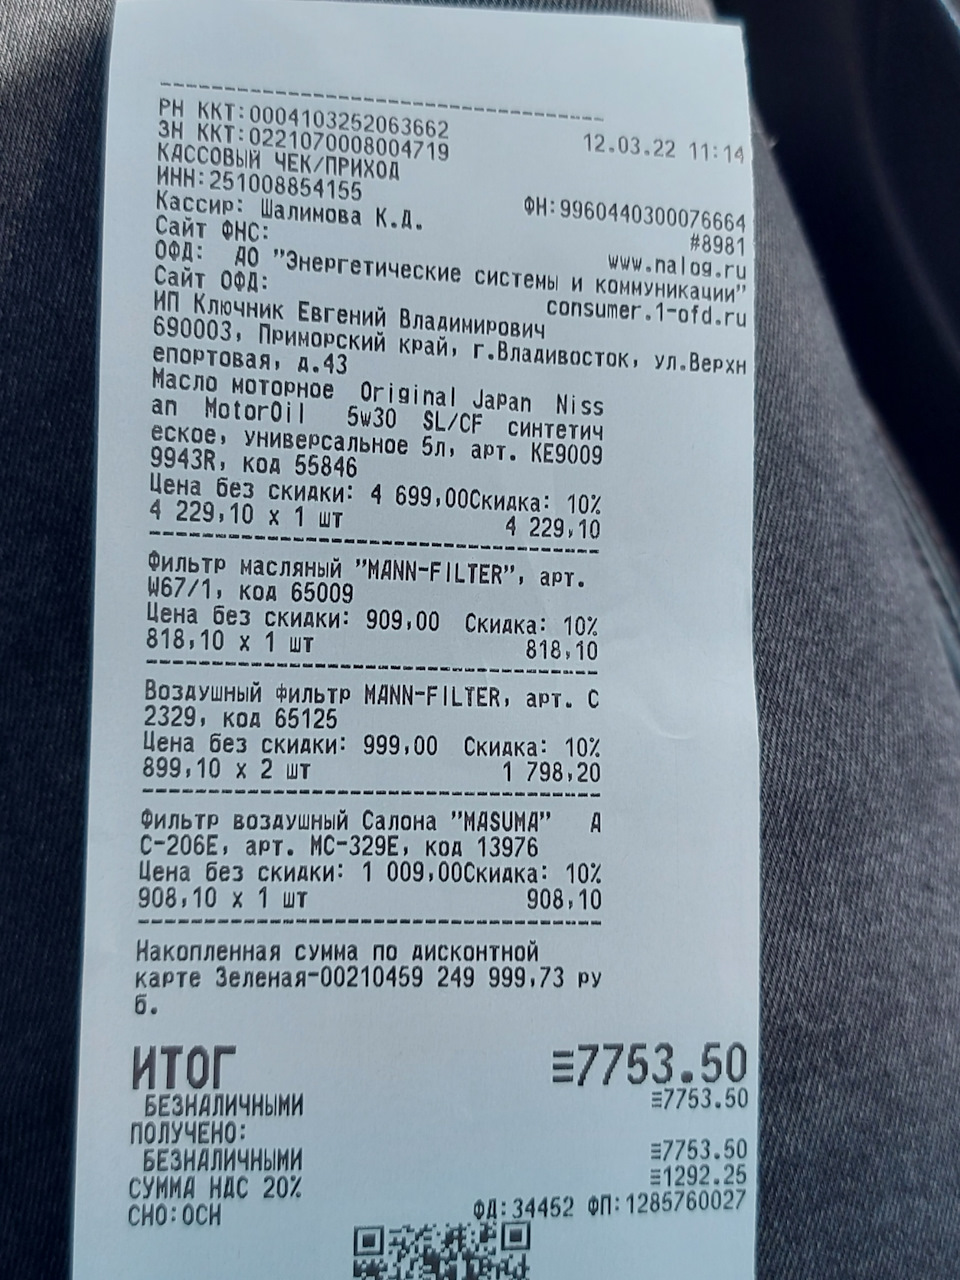 РН ККТ:0004103252063662 12.03.22 11:14
ЗН ККТ:0221070008004719
КАССОВЫЙ ЧЕК/ПРИХОД
ИНН:251008854155 ФН:9960440300076664
Кассир: Шалимова К.Д. #8981
Сайт ФНС: www.nalog.ru
ОФД: АО "Энергетические системы и коммуникации"
Сайт ОФД: consumer.1-ofd.ru
ИП Ключник Евгений Владимирович
690003, Приморский край, г.Владивосток, ул.Верхн
епортовая, д.43
Масло моторное Original Japan Niss
an MotorOil 5w30 SL/CF синтетич
еское, универсальное 5л, арт. KE9009
9943R, код 55846
Цена без скидки: 4 699,00Скидка: 10%
4 229,10 x 1 шт 4 229,10
Фильтр масляный "MANN-FILTER", арт.
W67/1, код 65009
Цена без скидки: 909,00 Скидка: 10%
818,10 x 1 шт 818,10
Воздушный фильтр MANN-FILTER, арт. C
2329, код 65125
Цена без скидки: 999,00 Скидка: 10%
899,10 x 2 шт 1 798,20
Фильтр воздушный Салона "MASUMA" A
C-206E, арт. MC-329E, код 13976
Цена без скидки: 1 009,00Скидка: 10%
908,10 x 1 шт 908,10
Накопленная сумма по дисконтной
карте Зеленая-00210459 249 999,73 ру
б.
ИТОГ ≡7753.50
БЕЗНАЛИЧНЫМИ ≡7753.50
ПОЛУЧЕНО:
БЕЗНАЛИЧНЫМИ ≡7753.50
СУММА НДС 20% ≡1292.25
СНО:ОСН ФД:34452 ФП:1285760027